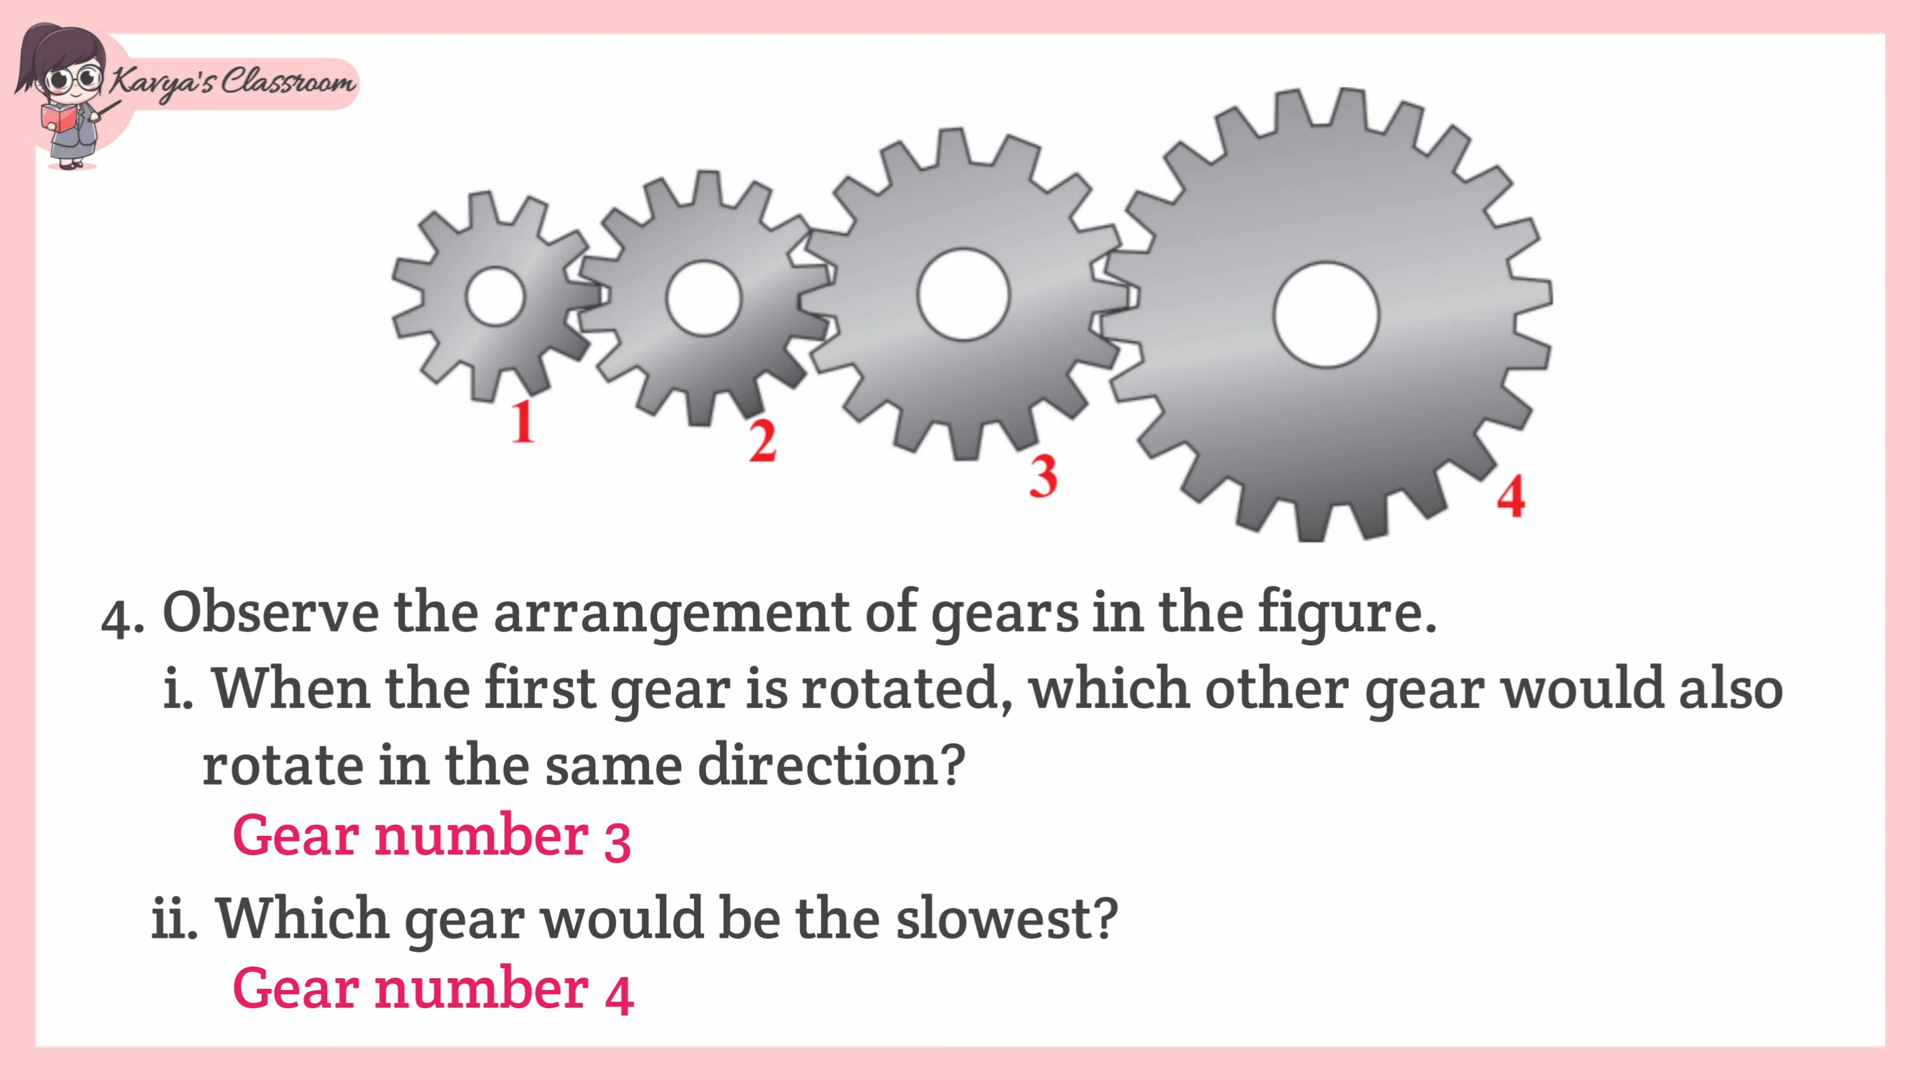 Kavya's Classroom
1
2
3
4
4. Observe the arrangement of gears in the figure.
i. When the first gear is rotated, which other gear would also
rotate in the same direction?
Gear number 3
ii. Which gear would be the slowest?
Gear number 4